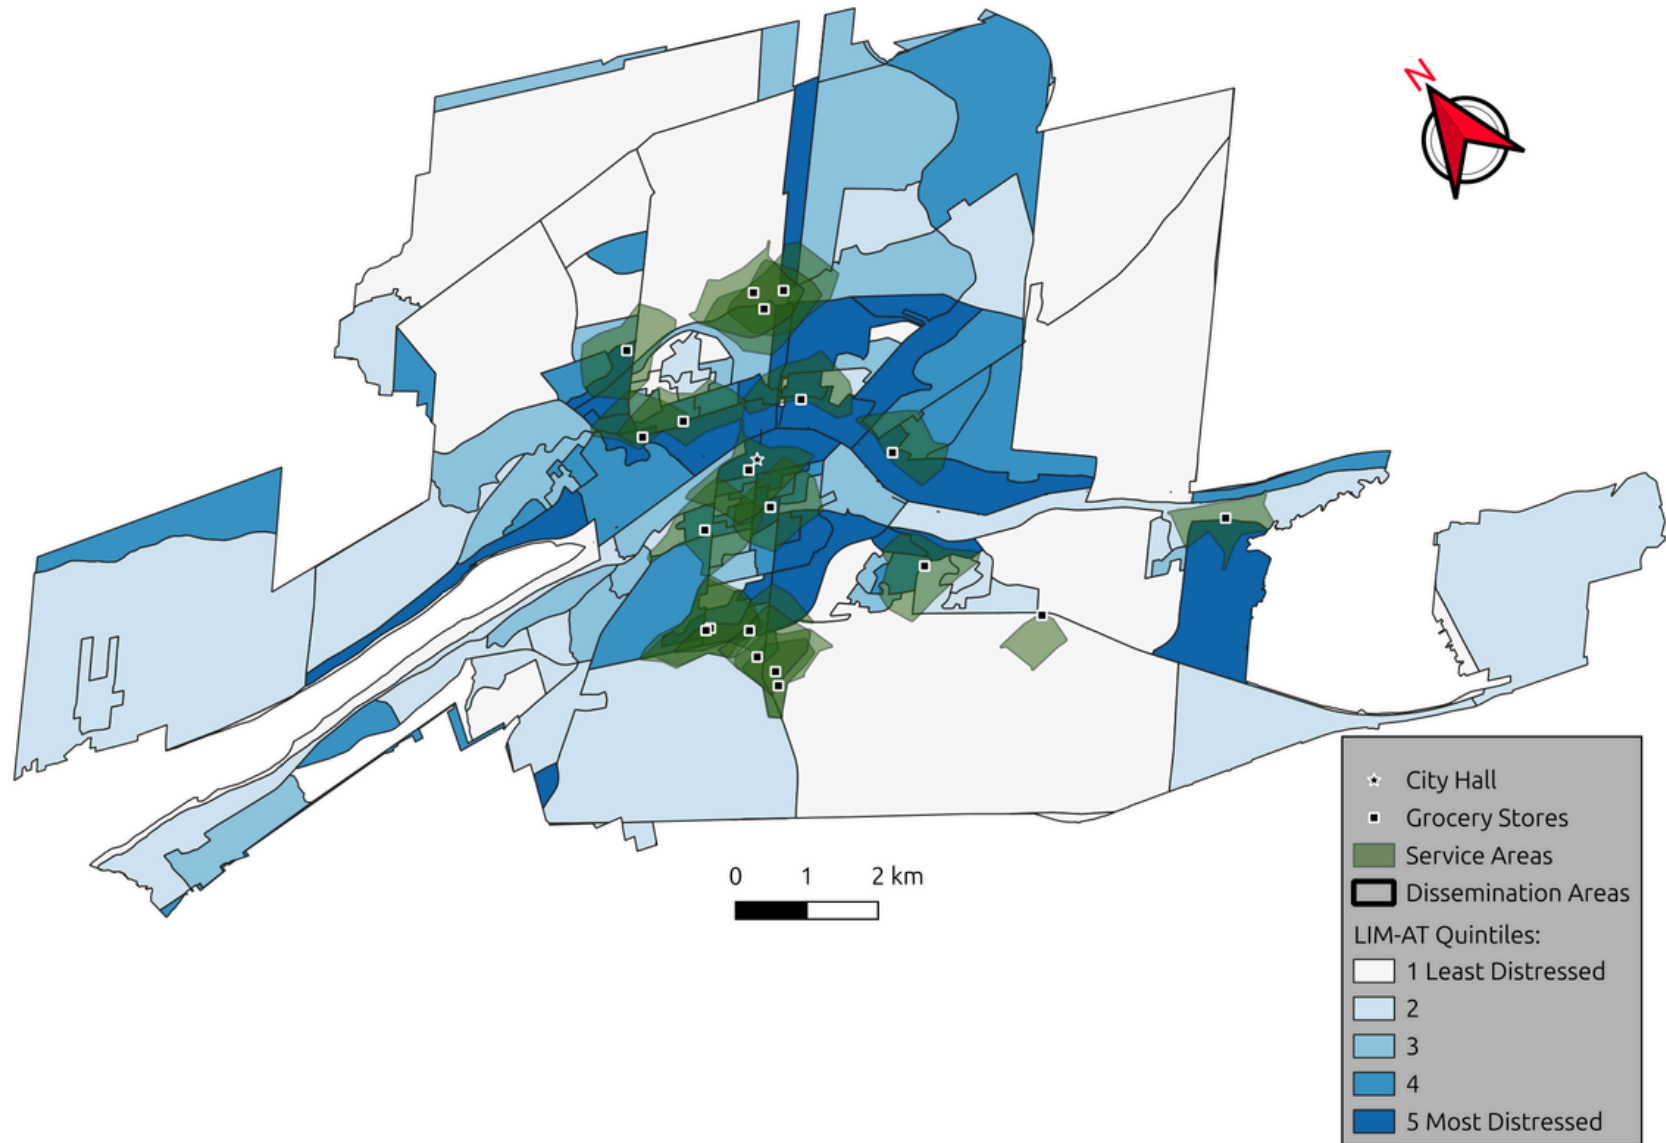 N
0 1 2 km
City Hall
Grocery Stores
Service Areas
Dissemination Areas
LIM-AT Quintiles:
1 Least Distressed
2
3
4
5 Most Distressed